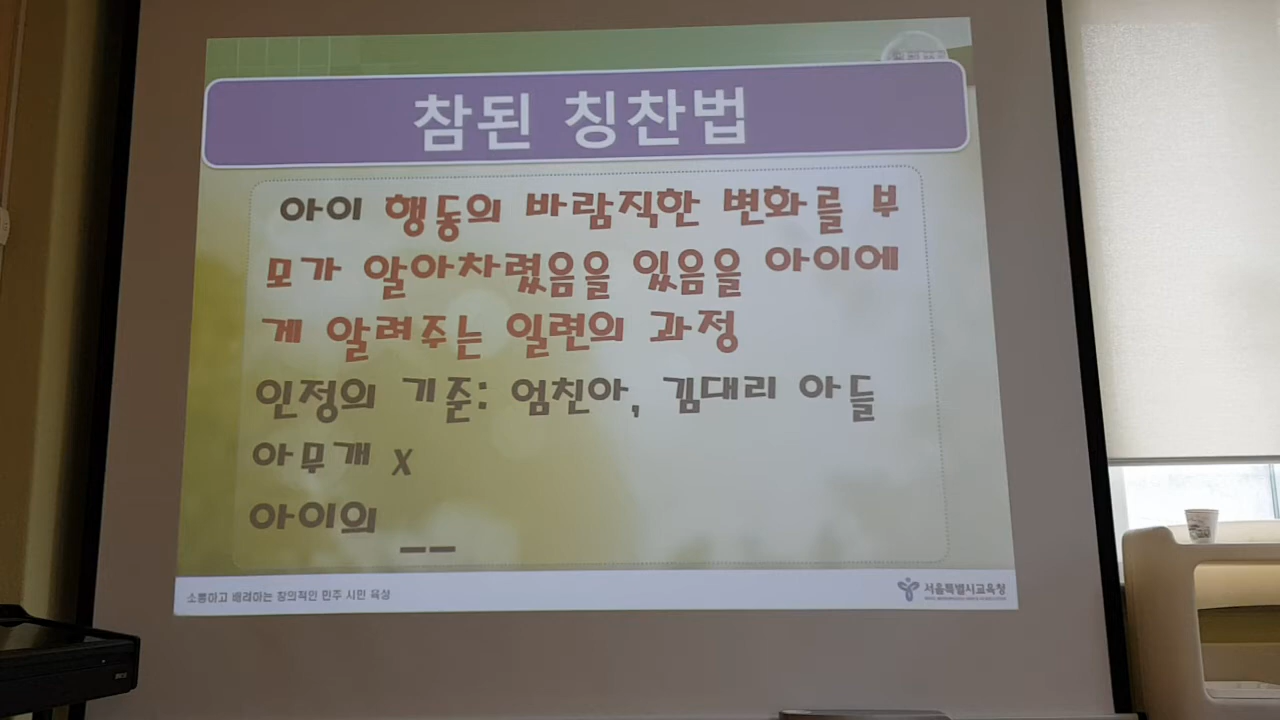 참된 칭찬법
아이 행동의 바람직한 변화를 부
모가 알아차렸음을 있음을 아이에
게 알려주는 일련의 과정
인정의 기준: 엄친아, 김대리 아들
아무개 x
아이의 __
소통하고 배려하는 창의적인 민주 시민 육성
서울특별시교육청